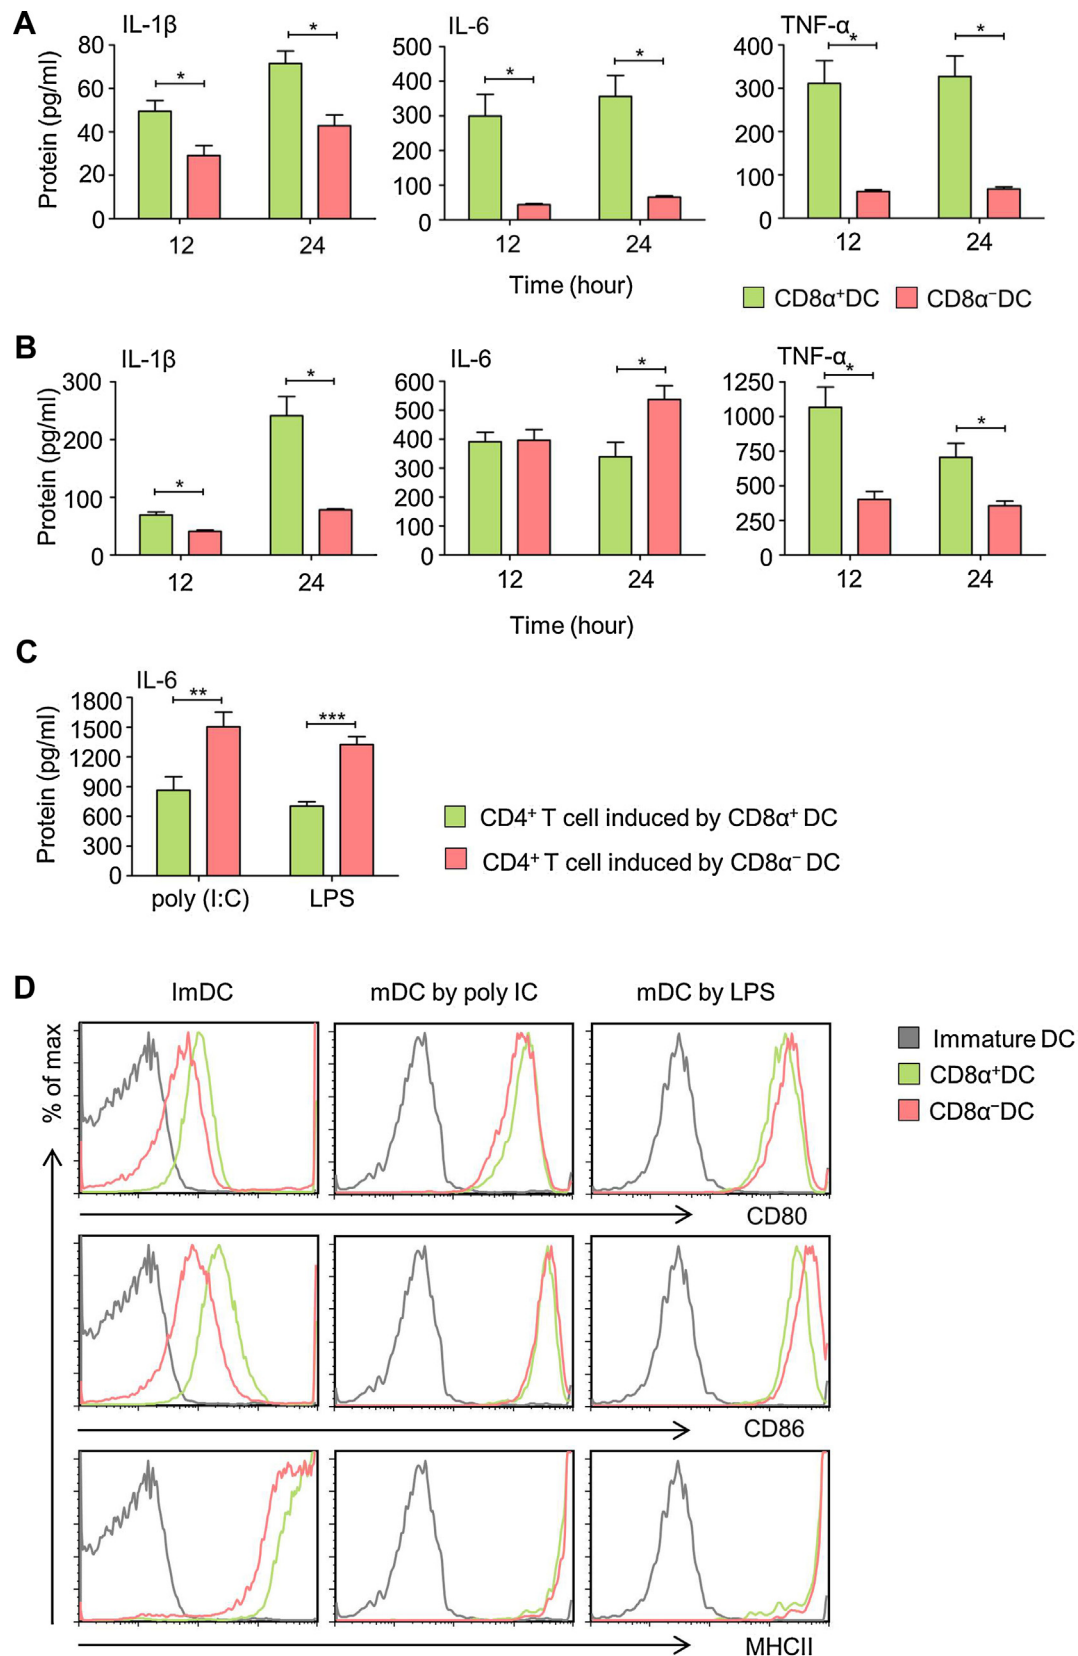 A
IL-1β
IL-6
TNF-α
Protein (pg/ml)
80
60
40
20
0
*
*
12
24
500
400
300
200
100
0
*
*
12
24
400
300
200
100
0
*
*
12
24
Time (hour)
CD8α⁺DC
CD8α⁻DC
B
IL-1β
IL-6
TNF-α
Protein (pg/ml)
300
200
100
0
*
*
12
24
600
500
400
300
200
100
0
*
12
24
1250
1000
750
500
250
0
*
*
12
24
Time (hour)
C
IL-6
Protein (pg/ml)
1800
1500
1200
900
600
300
0
**
***
poly (I:C)
LPS
CD4⁺ T cell induced by CD8α⁺ DC
CD4⁺ T cell induced by CD8α⁻ DC
D
ImDC
mDC by poly IC
mDC by LPS
% of max
Immature DC
CD8α⁺DC
CD8α⁻DC
CD80
CD86
MHCII